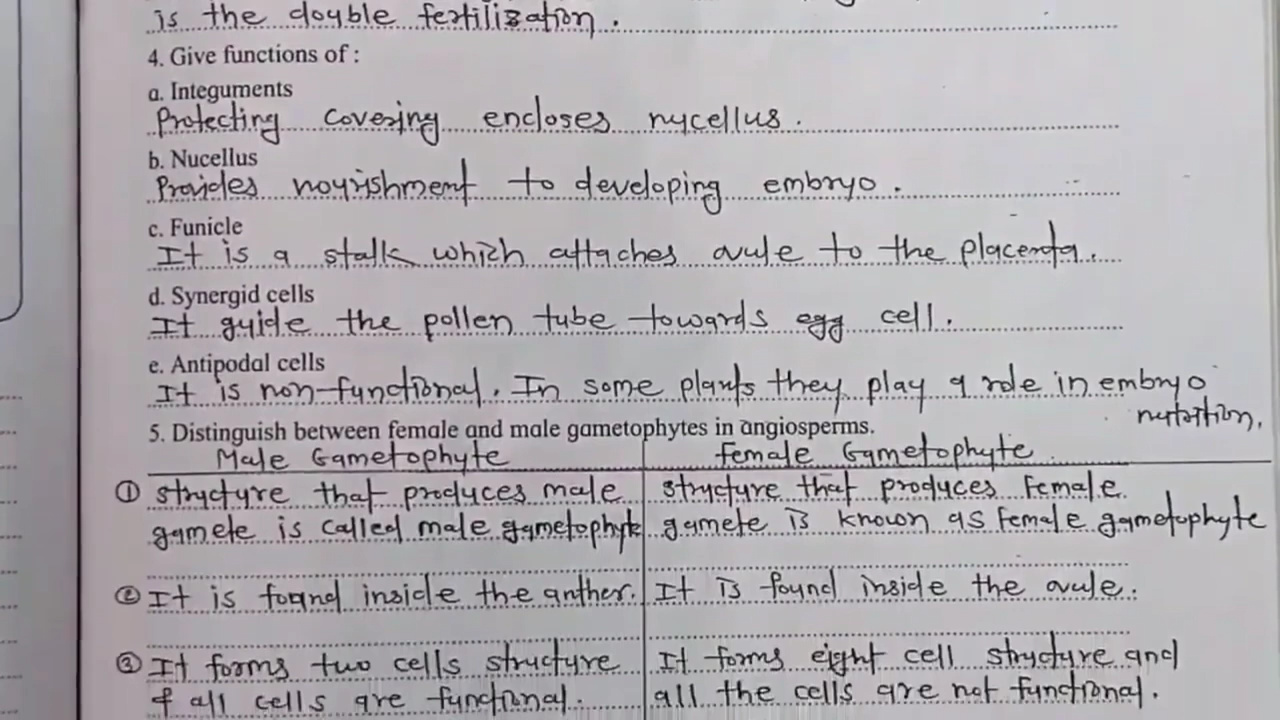 is the double fertilization.
4. Give functions of :
a. Integuments
Protecting covering encloses nucellus.
b. Nucellus
Provides nourishment to developing embryo.
c. Funicle
It is a stalk which attaches ovule to the placenta.
d. Synergid cells
It guide the pollen tube towards egg cell.
e. Antipodal cells
It is non-functional. In some plants they play a role in embryo
nutrition.
5. Distinguish between female and male gametophytes in angiosperms.
Male Gametophyte Female Gametophyte
① structure that produces male structure that produces female
gamete is called male gametophyte gamete is known as female gametophyte
② It is found inside the anther. It is found inside the ovule.
③ It forms two cells structure It forms eight cell structure and
& all cells are functional. all the cells are not functional.